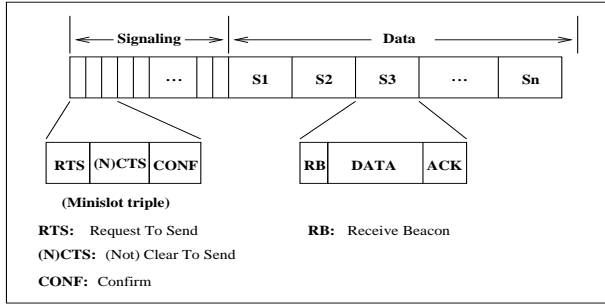 Signaling Data
... S1 S2 S3 ... Sn
RTS (N)CTS CONF RB DATA ACK
(Minislot triple)
RTS: Request To Send RB: Receive Beacon
(N)CTS: (Not) Clear To Send
CONF: Confirm